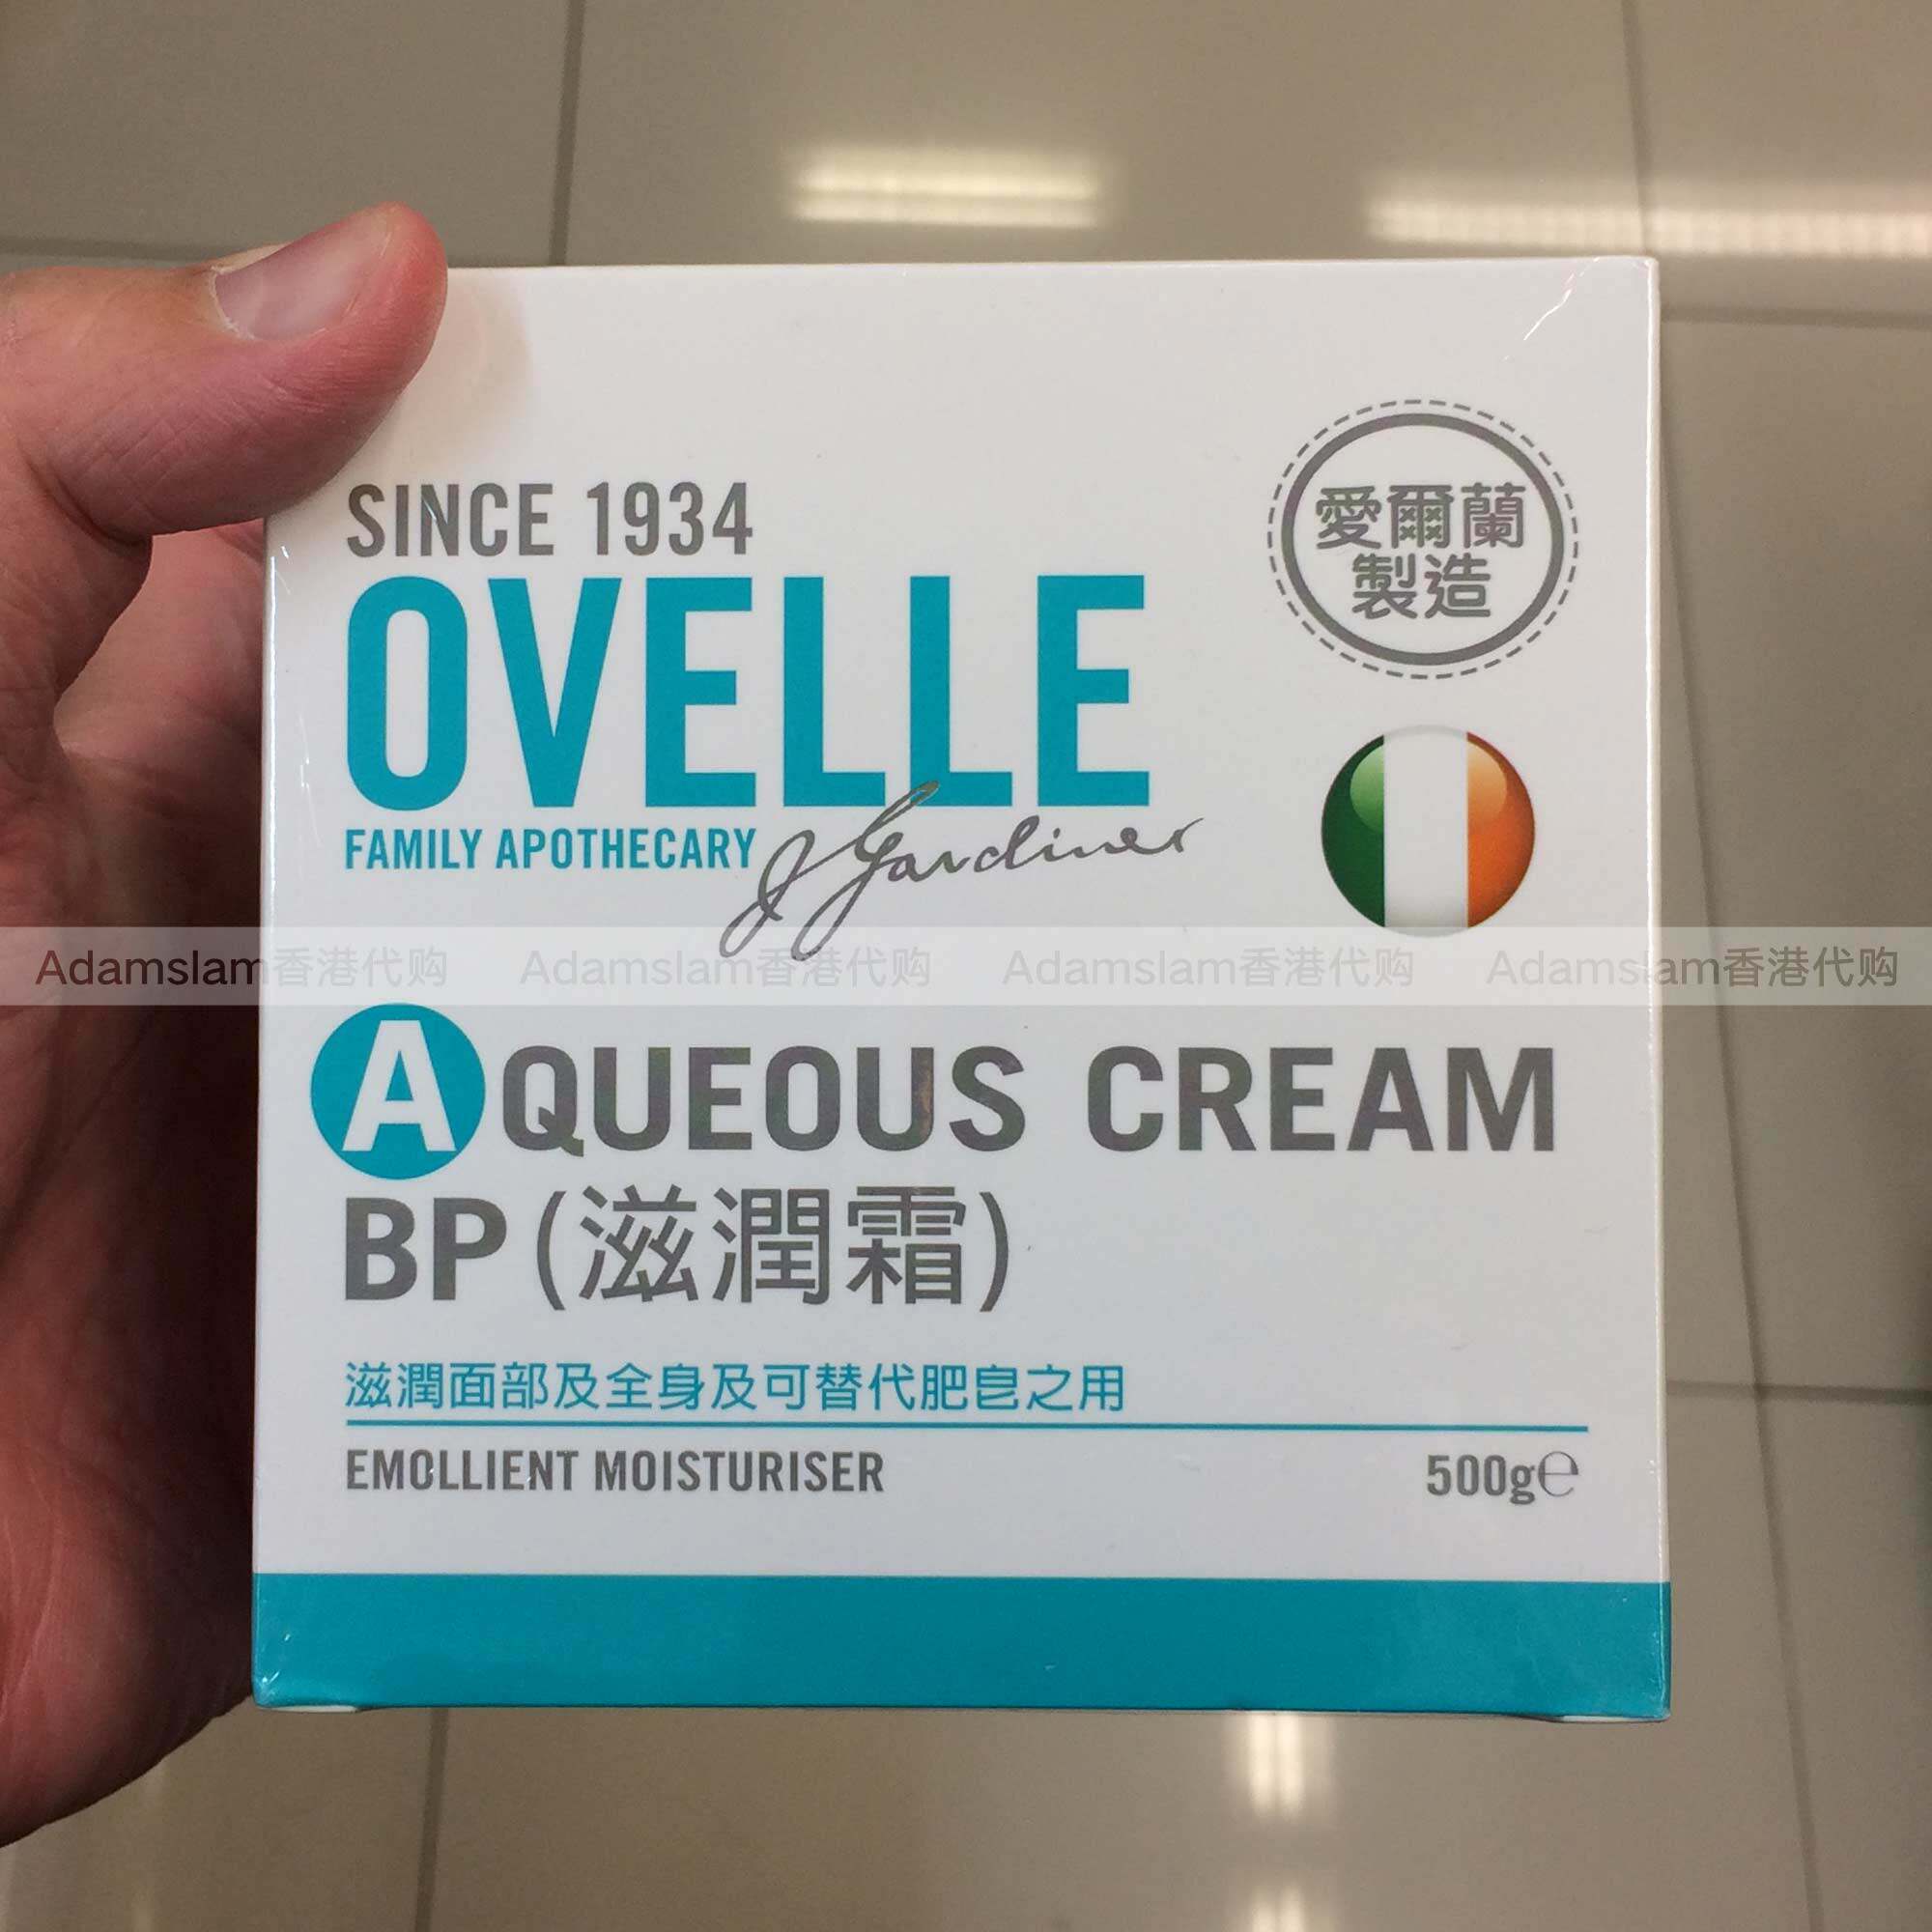 SINCE 1934
OVELLE
FAMILY APOTHECARY
J Gardiner
愛爾蘭
製造
Adamslam香港代购 Adamslam香港代购 Adamslam香港代购 Adamslam香港代购
AQUEOUS CREAM
BP(滋潤霜)
滋潤面部及全身及可替代肥皂之用
EMOLLIENT MOISTURISER
500g℮